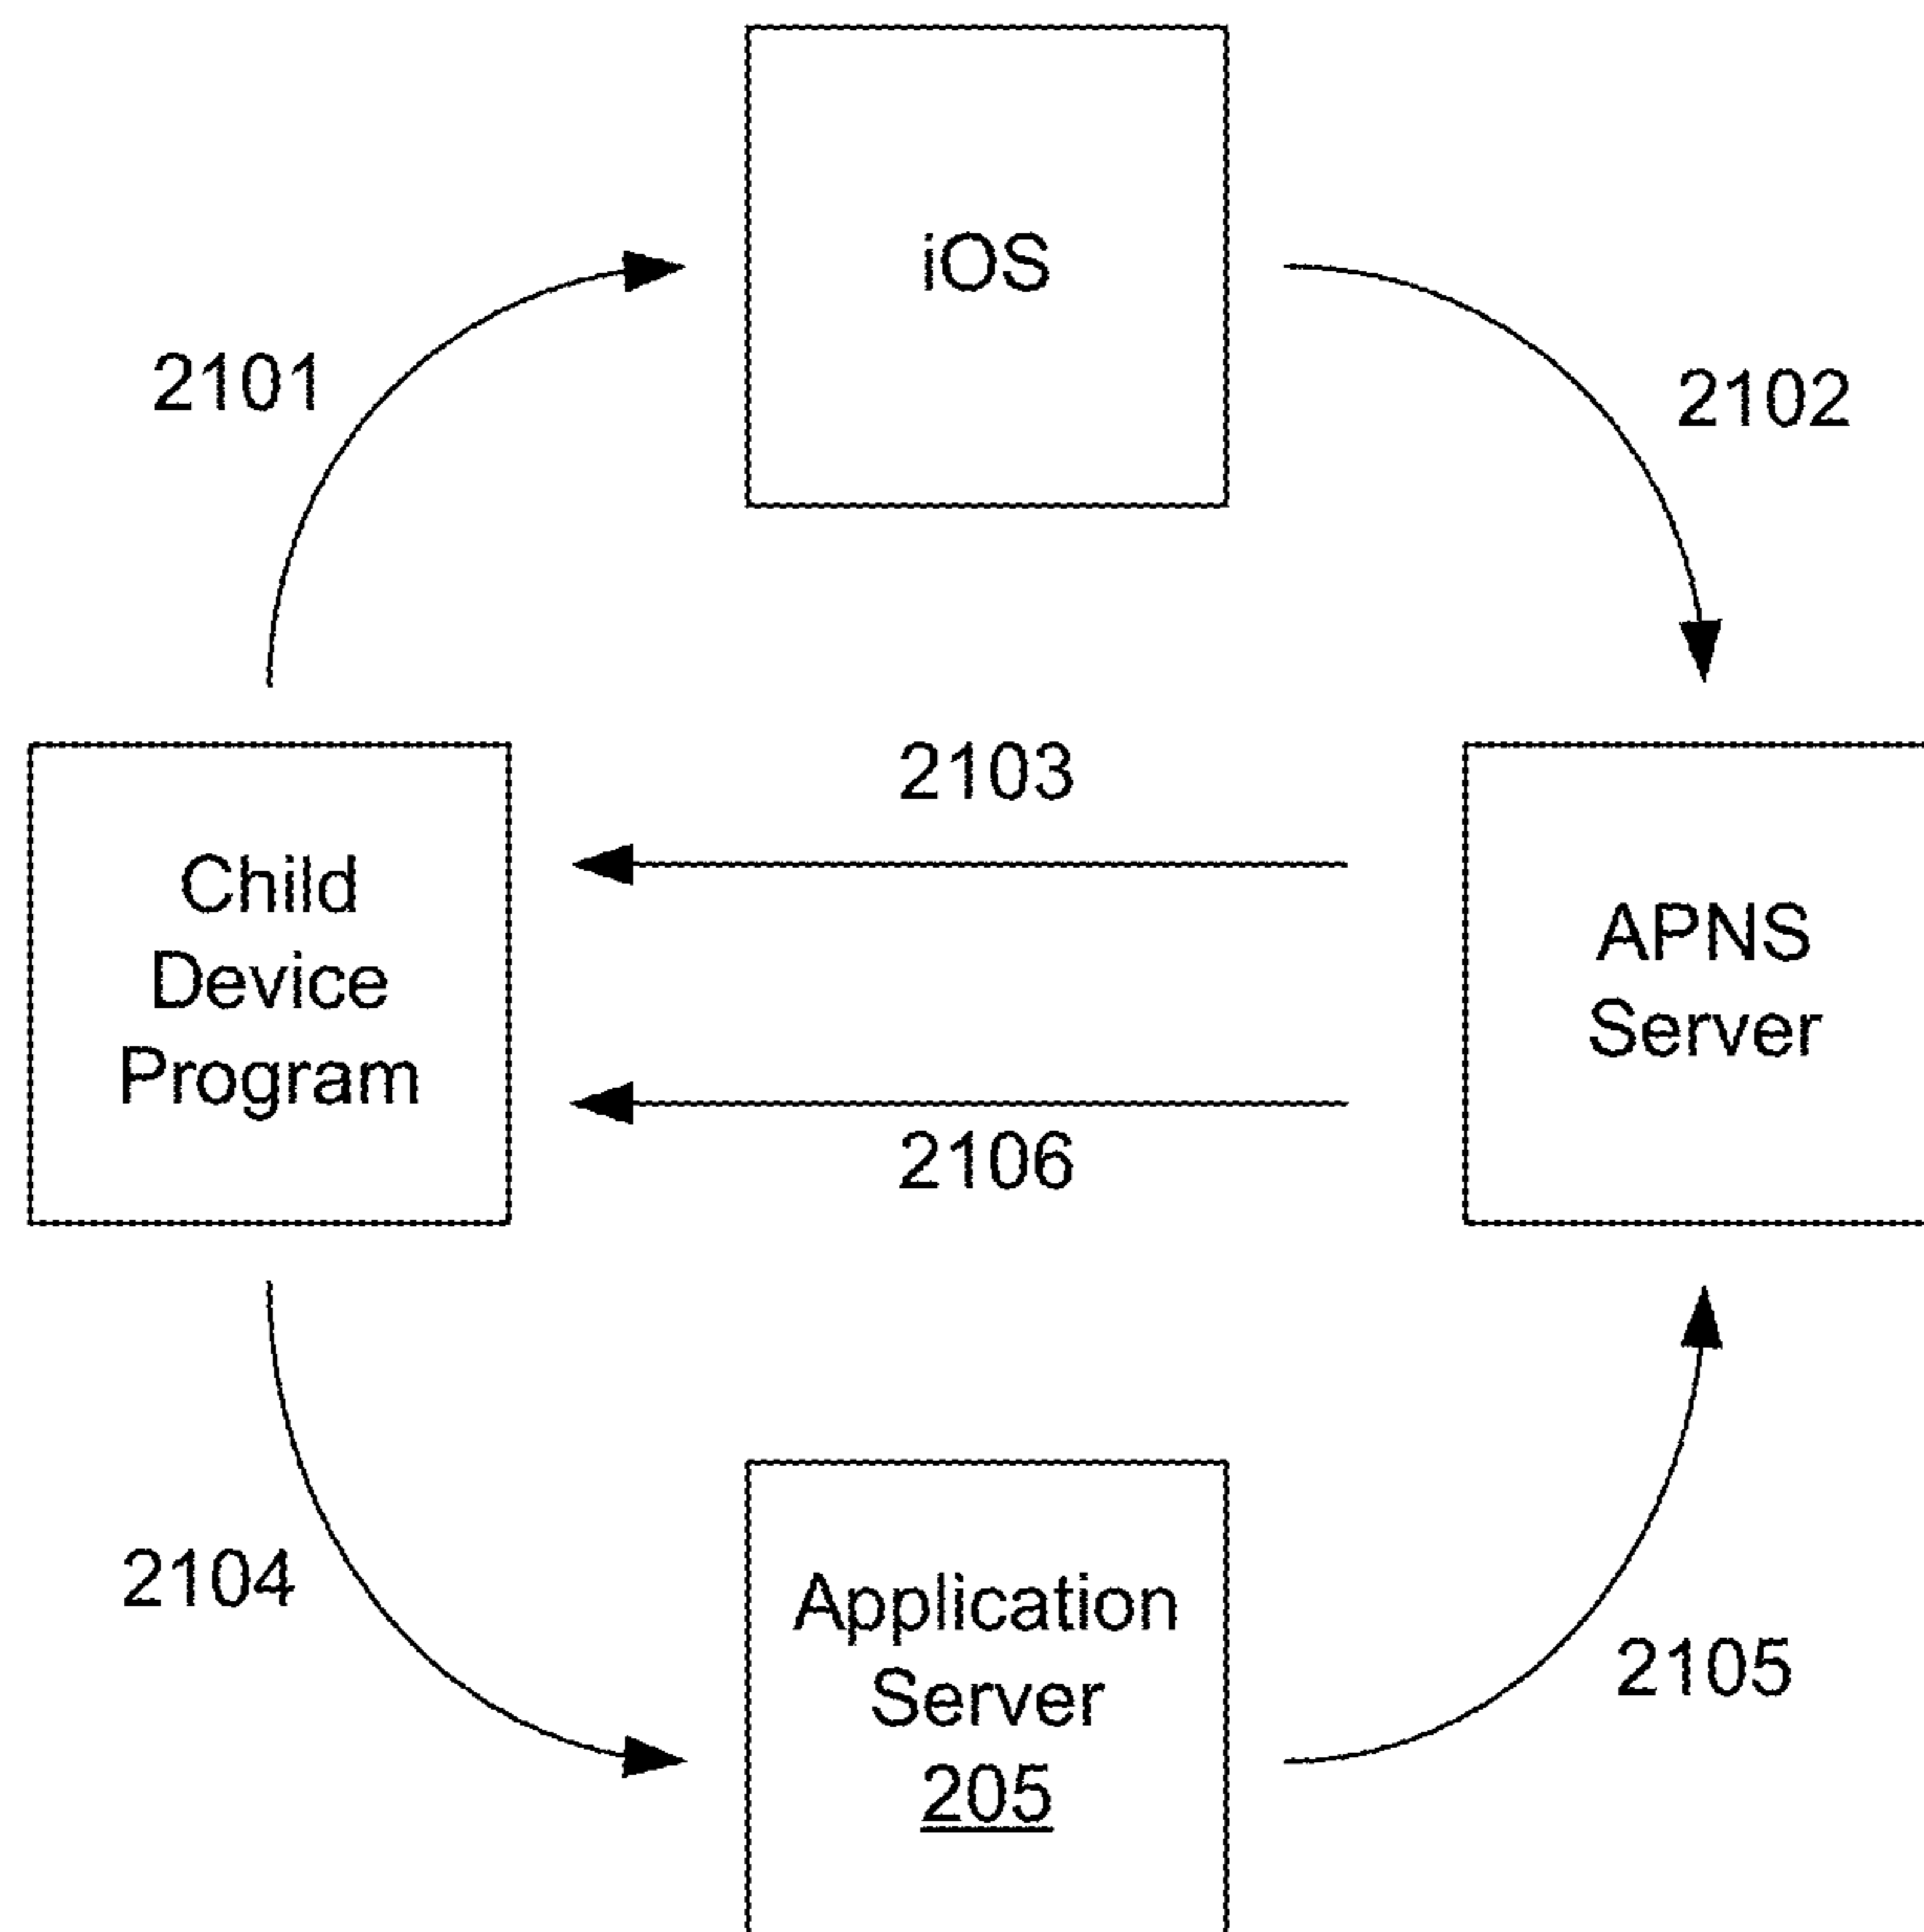 iOS
2101
2102
2103
Child
Device
Program
APNS
Server
2106
2104
Application
Server
205
2105